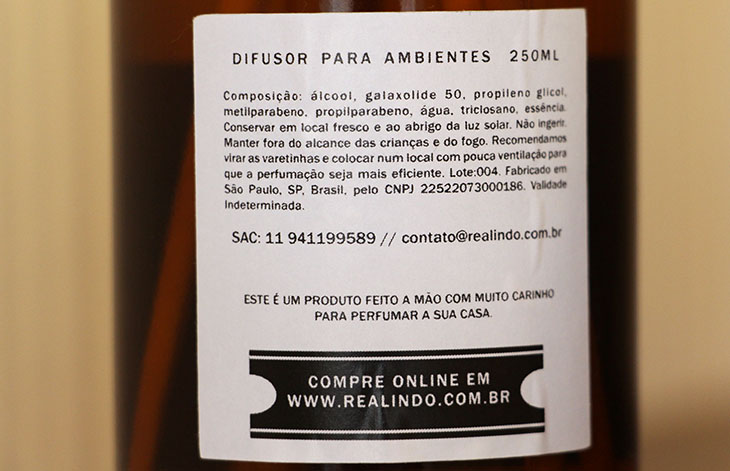 DIFUSOR PARA AMBIENTES 250ML
Composição: álcool, galaxolide 50, propileno glicol,
metilparabeno, propilparabeno, água, triclosano, essência.
Conservar em local fresco e ao abrigo da luz solar. Não ingerir.
Manter fora do alcance das crianças e do fogo. Recomendamos
virar as varetinhas e colocar num local com pouca ventilação para
que a perfumação seja mais eficiente. Lote:004. Fabricado em
São Paulo, SP, Brasil, pelo CNPJ 22522073000186. Validade
Indeterminada.
SAC: 11 941199589 // contato@realindo.com.br
ESTE É UM PRODUTO FEITO A MÃO COM MUITO CARINHO
PARA PERFUMAR A SUA CASA.
COMPRE ONLINE EM
WWW.REALINDO.COM.BR